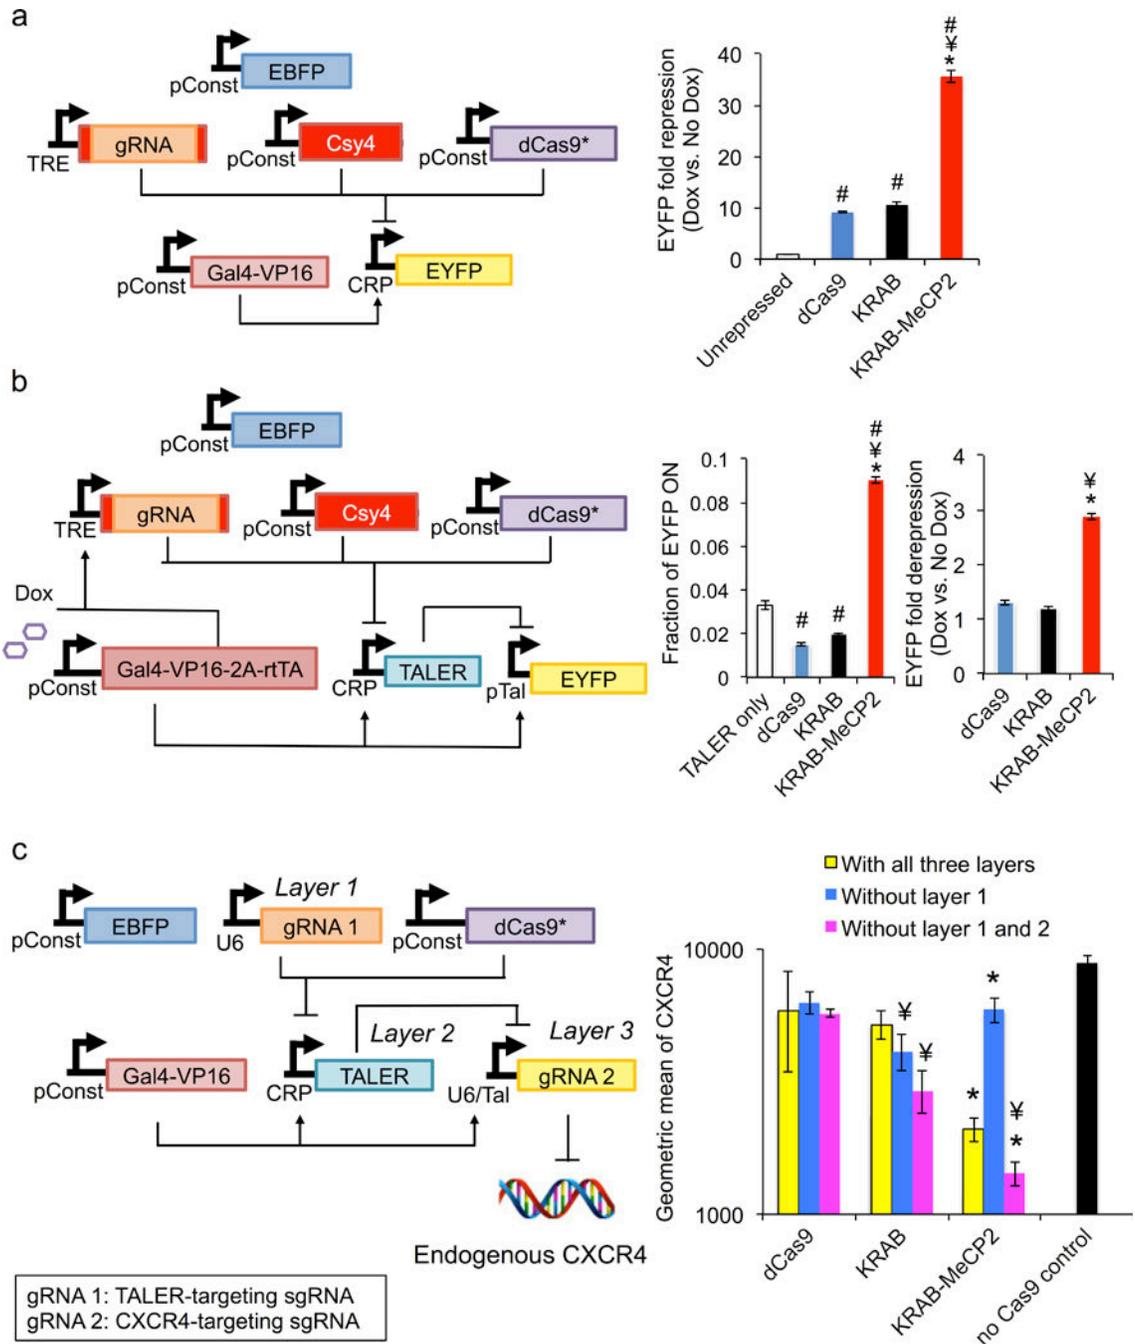 a
pConst
EBFP
TRE
gRNA
pConst
Csy4
pConst
dCas9*
pConst
Gal4-VP16
CRP
EYFP
EYFP fold repression
(Dox vs. No Dox)
40
30
20
10
0
#
#
#
¥
*
Unrepressed
dCas9
KRAB
KRAB-MeCP2
b
pConst
EBFP
TRE
gRNA
pConst
Csy4
pConst
dCas9*
Dox
pConst
Gal4-VP16-2A-rtTA
CRP
TALER
pTal
EYFP
Fraction of EYFP ON
0.1
0.08
0.06
0.04
0.02
0
#
#
#
¥
*
TALER only
dCas9
KRAB
KRAB-MeCP2
EYFP fold derepression
(Dox vs. No Dox)
4
3
2
1
0
¥
*
dCas9
KRAB
KRAB-MeCP2
c
pConst
EBFP
Layer 1
U6
gRNA 1
pConst
dCas9*
pConst
Gal4-VP16
Layer 2
CRP
TALER
Layer 3
U6/Tal
gRNA 2
Endogenous CXCR4
gRNA 1: TALER-targeting sgRNA
gRNA 2: CXCR4-targeting sgRNA
With all three layers
Without layer 1
Without layer 1 and 2
Geometric mean of CXCR4
10000
1000
¥
¥
*
*
¥
*
dCas9
KRAB
KRAB-MeCP2
no Cas9 control